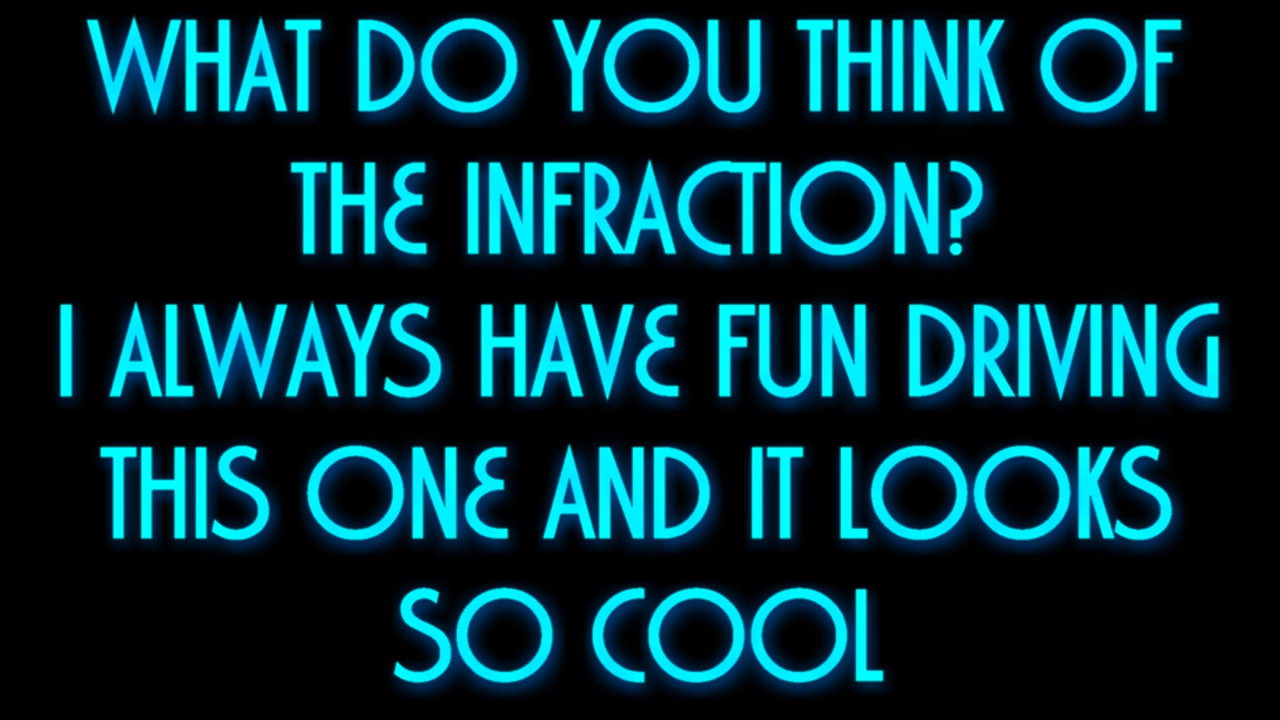 WHAT DO YOU THINK OF
THE INFRACTION?
I ALWAYS HAVE FUN DRIVING
THIS ONE AND IT LOOKS
SO COOL